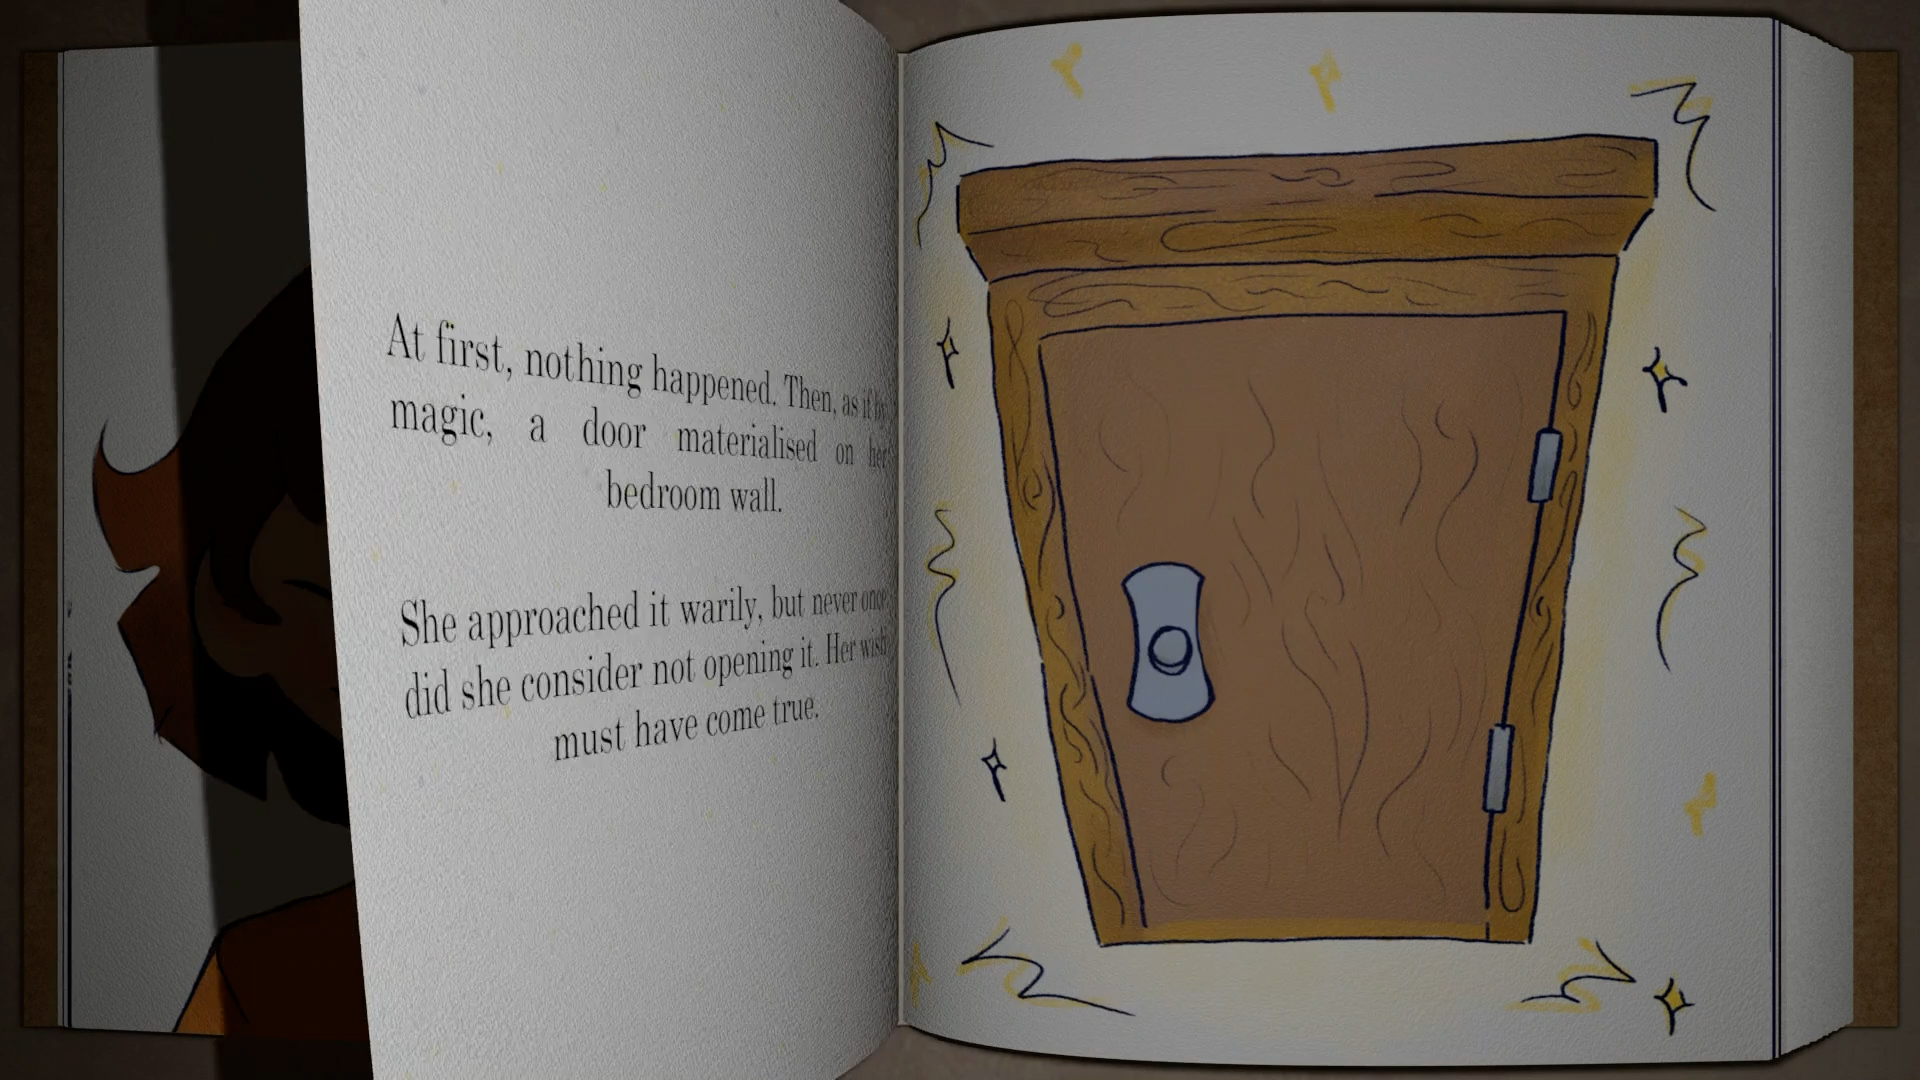 At first, nothing happened. Then, as if by
magic, a door materialised on her
bedroom wall.
She approached it warily, but never once
did she consider not opening it. Her wish
must have come true.